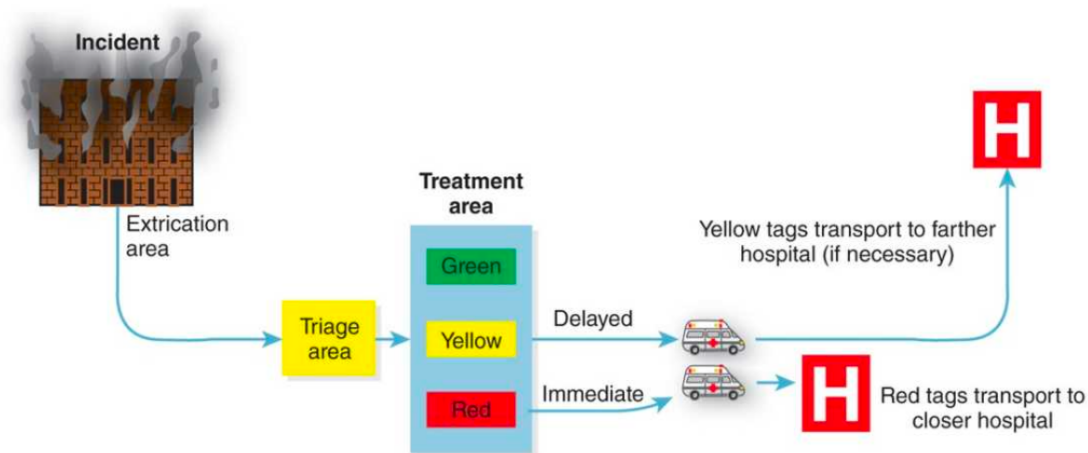 Incident
Extrication
area
Triage
area
Treatment
area
Green
Yellow
Red
Delayed
Immediate
Yellow tags transport to farther
hospital (if necessary)
H
H
Red tags transport to
closer hospital